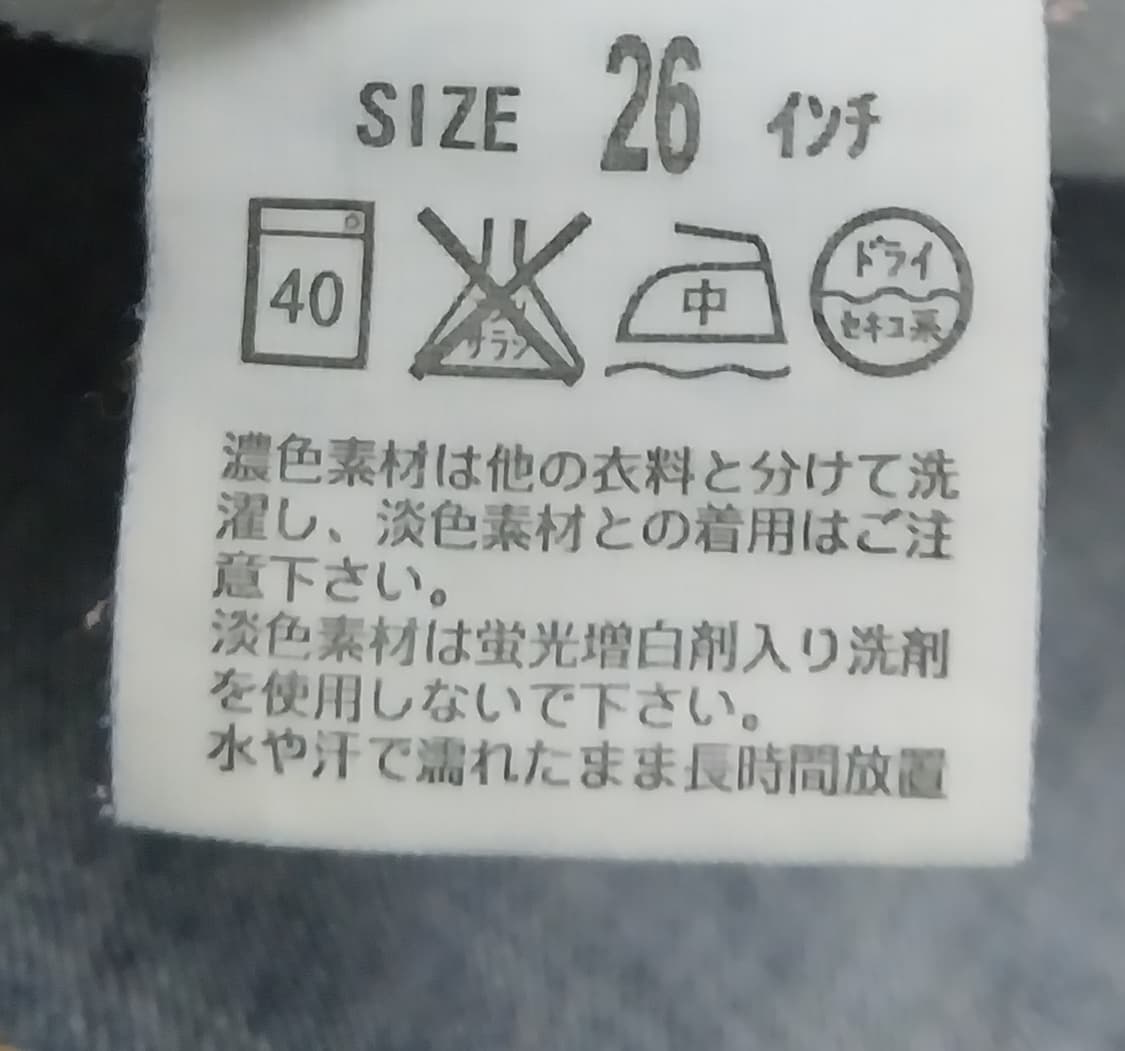 SIZE 26 インチ
40
サラシ
中
ドライ
セキユ系
濃色素材は他の衣料と分けて洗
濯し、淡色素材との着用はご注
意下さい。
淡色素材は蛍光増白剤入り洗剤
を使用しないで下さい。
水や汗で濡れたまま長時間放置